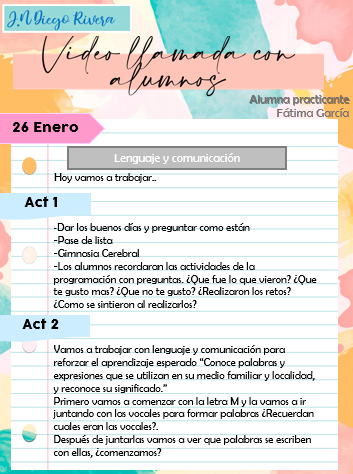 J.N Diego Rivera
Video llamada con
alumnos
Alumna practicante
Fátima García
26 Enero
Lenguaje y comunicación
Hoy vamos a trabajar..
Act 1
-Dar los buenos días y preguntar como están
-Pase de lista
-Gimnasia Cerebral
-Los alumnos recordaran las actividades de la
programación con preguntas. ¿Que fue lo que vieron? ¿Que
te gusto mas? ¿Que no te gusto? ¿Realizaron los retos?
¿Como se sintieron al realizarlos?
Act 2
Vamos a trabajar con lenguaje y comunicación para
reforzar el aprendizaje esperado “Conoce palabras y
expresiones que se utilizan en su medio familiar y localidad,
y reconoce su significado.”
Primero vamos a comenzar con la letra M y la vamos a ir
juntando con las vocales para formar palabras ¿Recuerdan
cuales eran las vocales?.
Después de juntarlas vamos a ver que palabras se escriben
con ellas, ¿comenzamos?